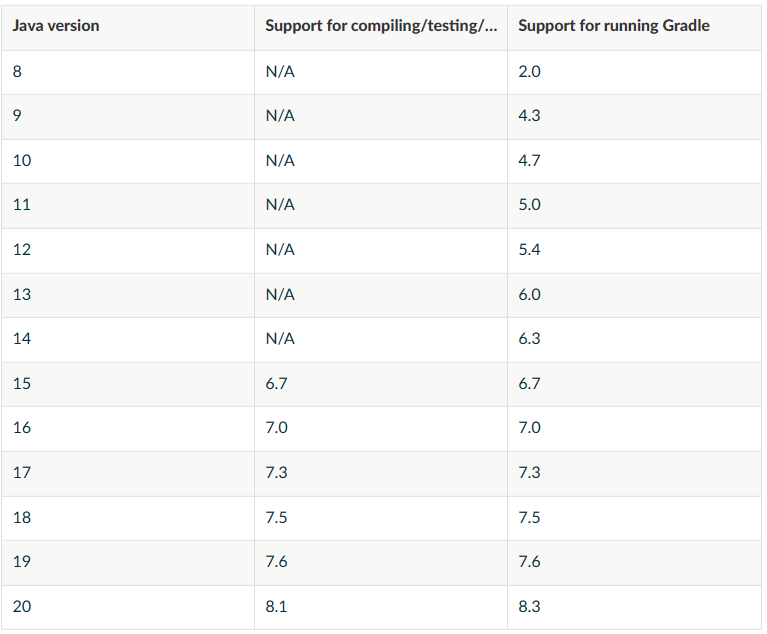 Java version Support for compiling/testing/... Support for running Gradle
8 N/A 2.0
9 N/A 4.3
10 N/A 4.7
11 N/A 5.0
12 N/A 5.4
13 N/A 6.0
14 N/A 6.3
15 6.7 6.7
16 7.0 7.0
17 7.3 7.3
18 7.5 7.5
19 7.6 7.6
20 8.1 8.3